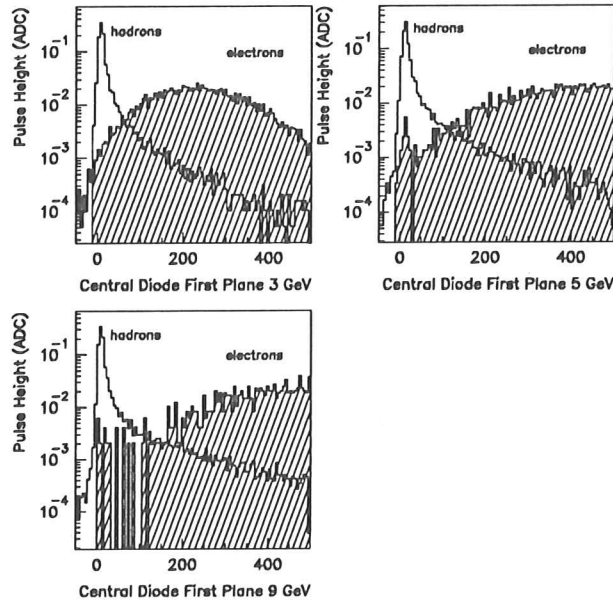 Pulse Height (ADC)
10⁻¹
10⁻²
10⁻³
10⁻⁴
hadrons
electrons
0
200
400
Central Diode First Plane 3 GeV
Pulse Height (ADC)
10⁻¹
10⁻²
10⁻³
10⁻⁴
hadrons
electrons
0
200
400
Central Diode First Plane 5 GeV
Pulse Height (ADC)
10⁻¹
10⁻²
10⁻³
10⁻⁴
hadrons
electrons
0
200
400
Central Diode First Plane 9 GeV